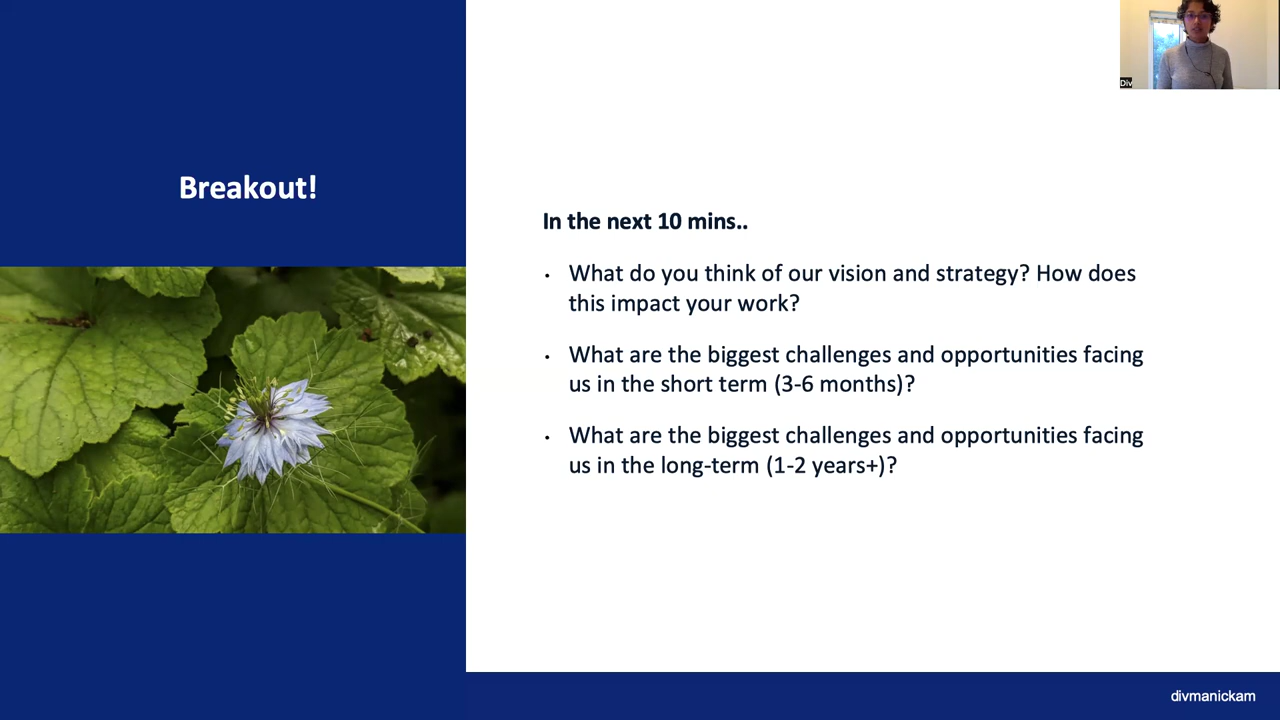 Div
Breakout!
In the next 10 mins..
• What do you think of our vision and strategy? How does
this impact your work?
• What are the biggest challenges and opportunities facing
us in the short term (3-6 months)?
• What are the biggest challenges and opportunities facing
us in the long-term (1-2 years+)?
divmanickam